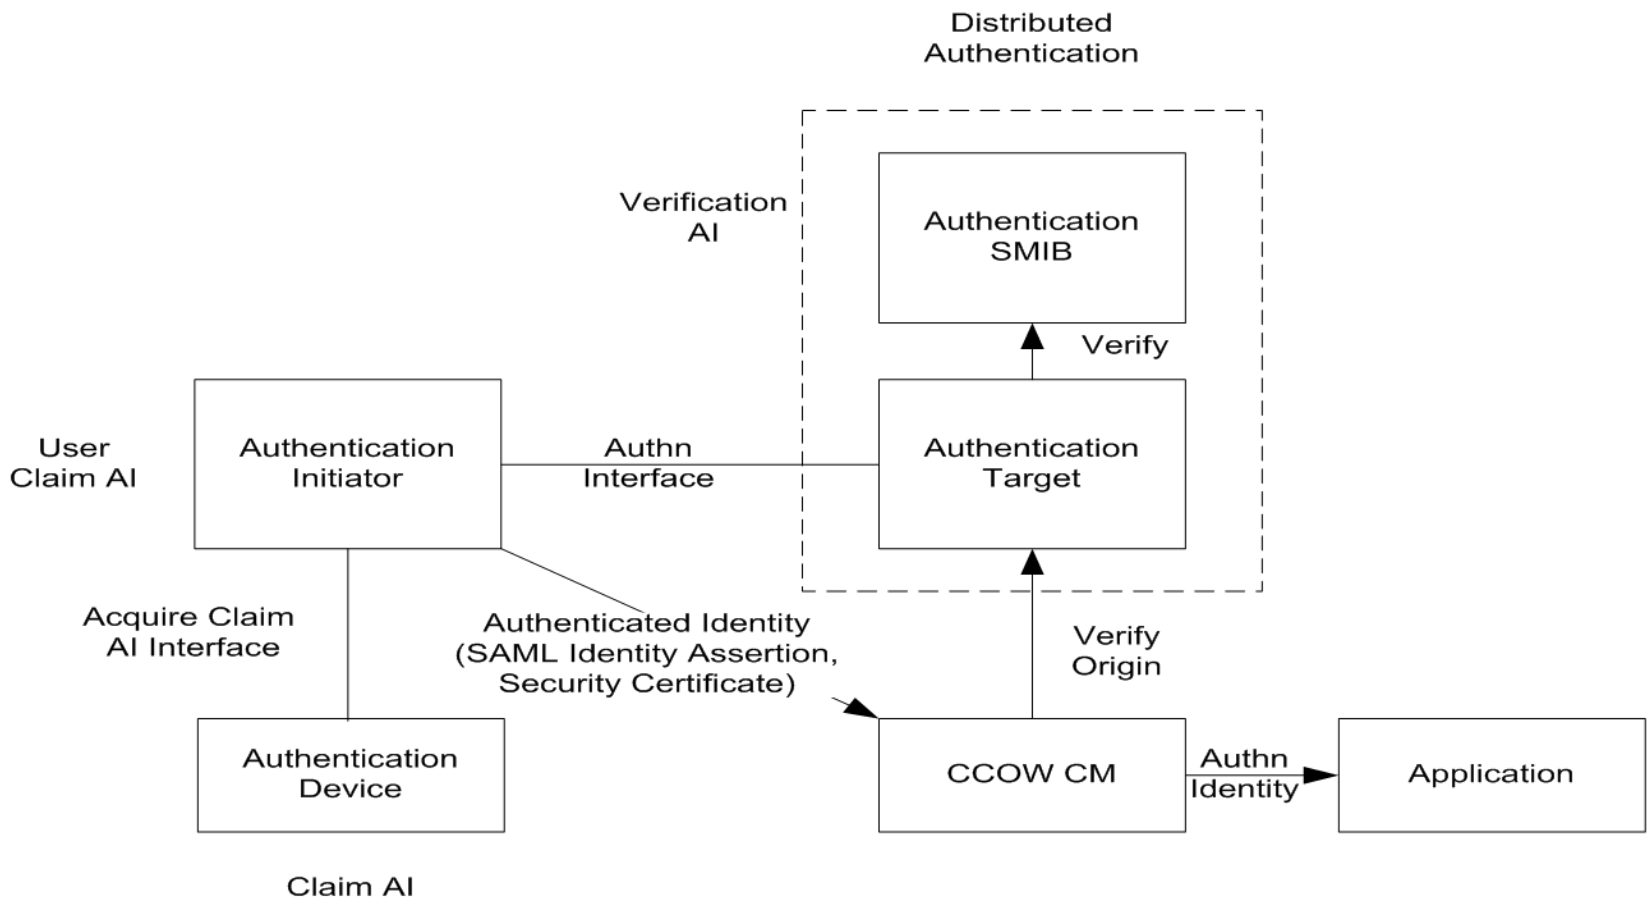 Distributed
Authentication
Verification
AI
Authentication
SMIB
Verify
User
Claim AI
Authentication
Initiator
Authn
Interface
Authentication
Target
Acquire Claim
AI Interface
Authenticated Identity
(SAML Identity Assertion,
Security Certificate)
Verify
Origin
Authentication
Device
CCOW CM
Authn
Identity
Application
Claim AI